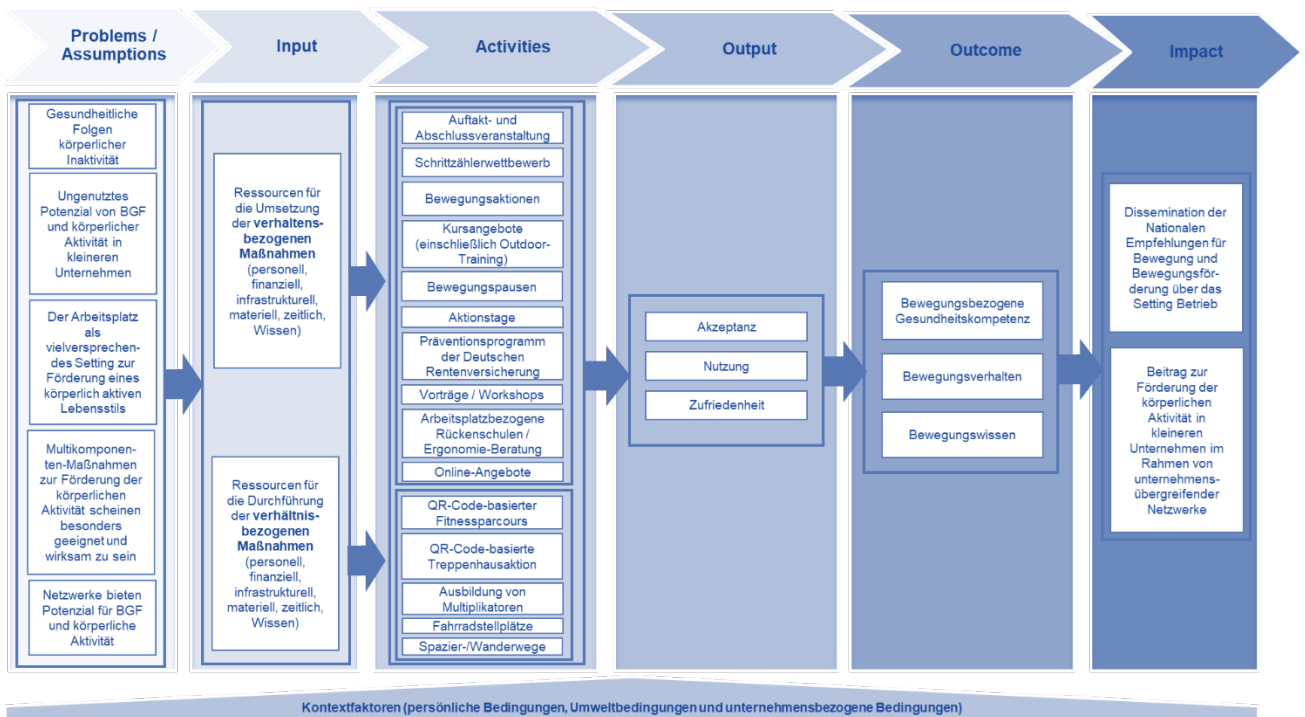 Problems /
Assumptions
Input
Activities
Output
Outcome
Impact
Gesundheitliche
Folgen
körperlicher
Inaktivität
Ungenutztes
Potenzial von BGF
und körperlicher
Aktivität in
kleineren
Unternehmen
Der Arbeitsplatz
als
vielversprechen-
des Setting zur
Förderung eines
körperlich aktiven
Lebensstils
Multikomponen-
ten-Maßnahmen
zur Förderung der
körperlichen
Aktivität scheinen
besonders
geeignet und
wirksam zu sein
Netzwerke bieten
Potenzial für BGF
und körperliche
Aktivität
Ressourcen für
die Umsetzung
der verhaltens-
bezogenen
Maßnahmen
(personell,
finanziell,
infrastrukturell,
materiell, zeitlich,
Wissen)
Ressourcen für
die Durchführung
der verhältnis-
bezogenen
Maßnahmen
(personell,
finanziell,
infrastrukturell,
materiell, zeitlich,
Wissen)
Auftakt- und
Abschlussveranstaltung
Schrittzählerwettbewerb
Bewegungsaktionen
Kursangebote
(einschließlich Outdoor-
Training)
Bewegungspausen
Aktionstage
Präventionsprogramm
der Deutschen
Rentenversicherung
Vorträge / Workshops
Arbeitsplatzbezogene
Rückenschulen /
Ergonomie-Beratung
Online-Angebote
QR-Code-basierter
Fitnessparcours
QR-Code-basierte
Treppenhausaktion
Ausbildung von
Multiplikatoren
Fahrradstellplätze
Spazier-/Wanderwege
Akzeptanz
Nutzung
Zufriedenheit
Bewegungsbezogene
Gesundheitskompetenz
Bewegungsverhalten
Bewegungswissen
Dissemination der
Nationalen
Empfehlungen für
Bewegung und
Bewegungsför-
derung über das
Setting Betrieb
Beitrag zur
Förderung der
körperlichen
Aktivität in
kleineren
Unternehmen im
Rahmen von
unternehmens-
übergreifender
Netzwerke
Kontextfaktoren (persönliche Bedingungen, Umweltbedingungen und unternehmensbezogene Bedingungen)